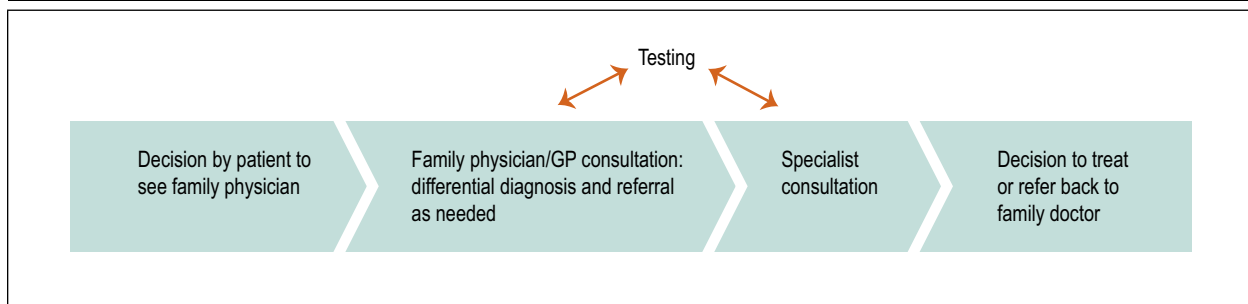 Testing
Decision by patient to
see family physician
Family physician/GP consultation:
differential diagnosis and referral
as needed
Specialist
consultation
Decision to treat
or refer back to
family doctor